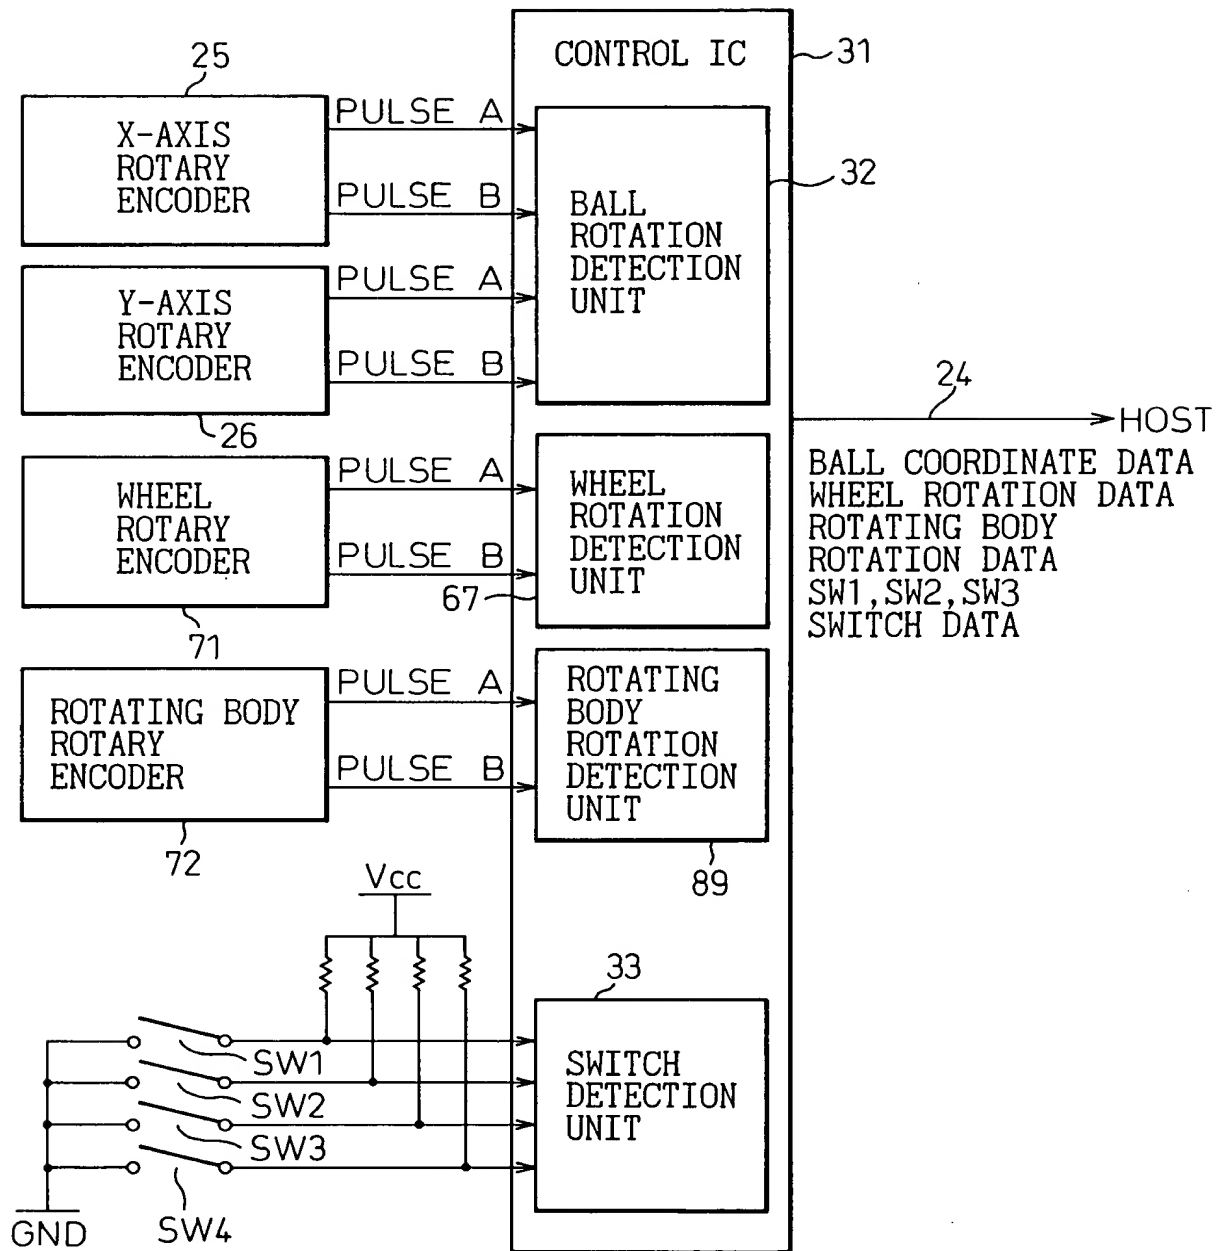 CONTROL IC
31
25
X-AXIS
ROTARY
ENCODER
PULSE A
PULSE B
BALL
ROTATION
DETECTION
UNIT
32
Y-AXIS
ROTARY
ENCODER
PULSE A
PULSE B
26
24
HOST
BALL COORDINATE DATA
WHEEL ROTATION DATA
ROTATING BODY
ROTATION DATA
SW1,SW2,SW3
SWITCH DATA
WHEEL
ROTARY
ENCODER
PULSE A
PULSE B
WHEEL
ROTATION
DETECTION
UNIT
67
71
ROTATING BODY
ROTARY
ENCODER
PULSE A
PULSE B
ROTATING
BODY
ROTATION
DETECTION
UNIT
72
89
Vcc
33
SW1
SW2
SW3
SW4
SWITCH
DETECTION
UNIT
GND